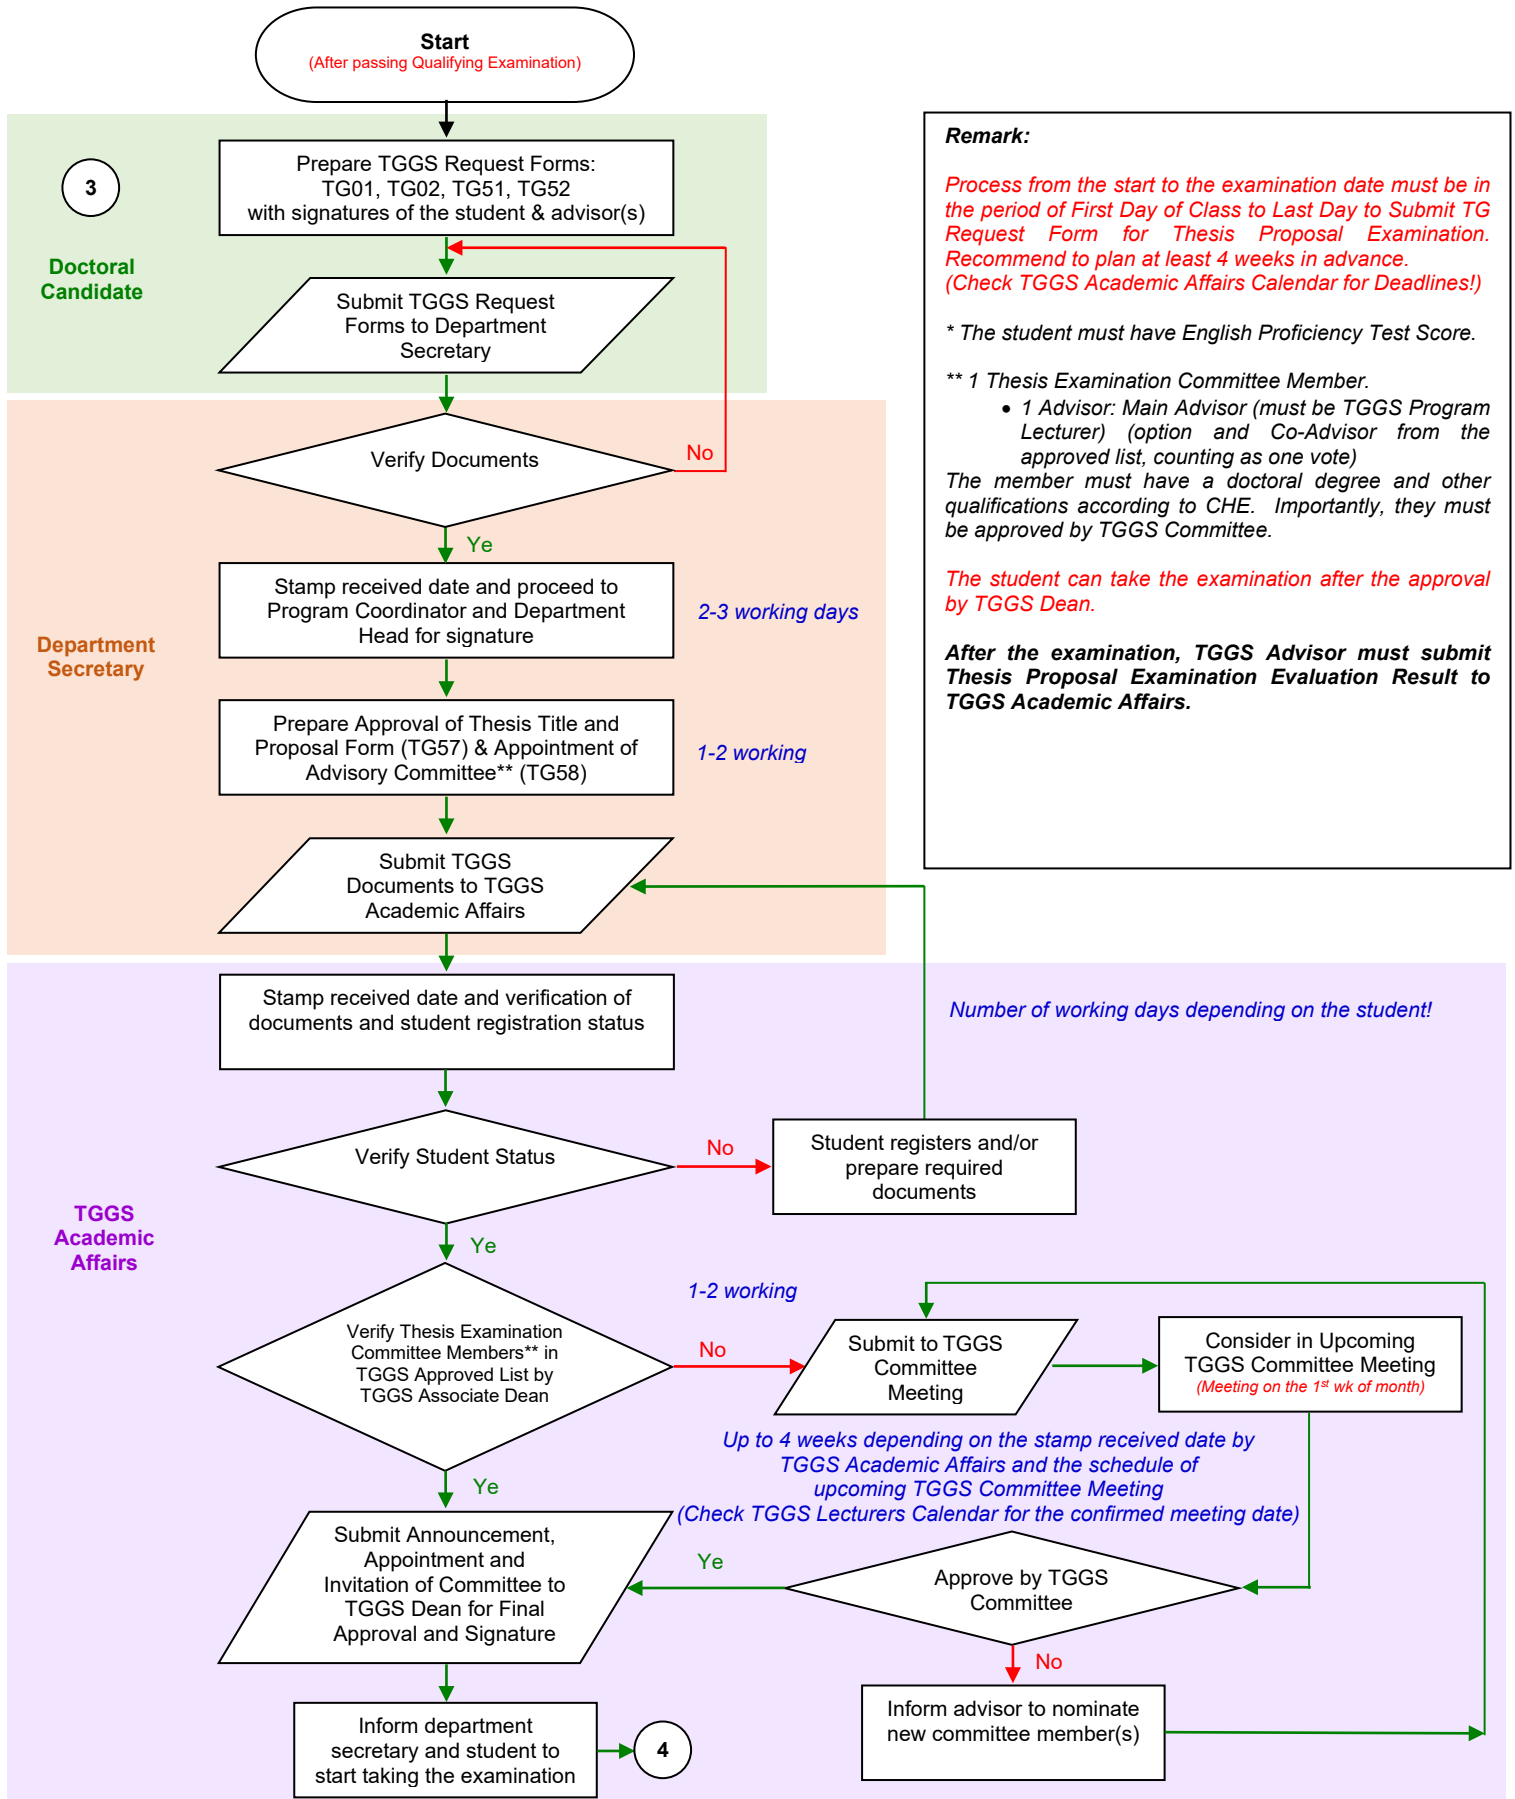 Start
(After passing Qualifying Examination)
3
Doctoral
Candidate
Prepare TGGS Request Forms:
TG01, TG02, TG51, TG52
with signatures of the student & advisor(s)
Submit TGGS Request
Forms to Department
Secretary
Remark:
Process from the start to the examination date must be in
the period of First Day of Class to Last Day to Submit TG
Request Form for Thesis Proposal Examination.
Recommend to plan at least 4 weeks in advance.
(Check TGGS Academic Affairs Calendar for Deadlines!)
* The student must have English Proficiency Test Score.
** 1 Thesis Examination Committee Member.
• 1 Advisor: Main Advisor (must be TGGS Program
Lecturer) (option and Co-Advisor from the
approved list, counting as one vote)
The member must have a doctoral degree and other
qualifications according to CHE. Importantly, they must
be approved by TGGS Committee.
The student can take the examination after the approval
by TGGS Dean.
After the examination, TGGS Advisor must submit
Thesis Proposal Examination Evaluation Result to
TGGS Academic Affairs.
Department
Secretary
Verify Documents
No
Ye
Stamp received date and proceed to
Program Coordinator and Department
Head for signature
2-3 working days
Prepare Approval of Thesis Title and
Proposal Form (TG57) & Appointment of
Advisory Committee** (TG58)
1-2 working
Submit TGGS
Documents to TGGS
Academic Affairs
TGGS
Academic
Affairs
Stamp received date and verification of
documents and student registration status
Number of working days depending on the student!
Verify Student Status
No
Student registers and/or
prepare required
documents
Ye
Verify Thesis Examination
Committee Members** in
TGGS Approved List by
TGGS Associate Dean
1-2 working
No
Submit to TGGS
Committee
Meeting
Consider in Upcoming
TGGS Committee Meeting
(Meeting on the 1st wk of month)
Up to 4 weeks depending on the stamp received date by
TGGS Academic Affairs and the schedule of
upcoming TGGS Committee Meeting
(Check TGGS Lecturers Calendar for the confirmed meeting date)
Ye
Submit Announcement,
Appointment and
Invitation of Committee to
TGGS Dean for Final
Approval and Signature
Ye
Approve by TGGS
Committee
No
Inform advisor to nominate
new committee member(s)
Inform department
secretary and student to
start taking the examination
4